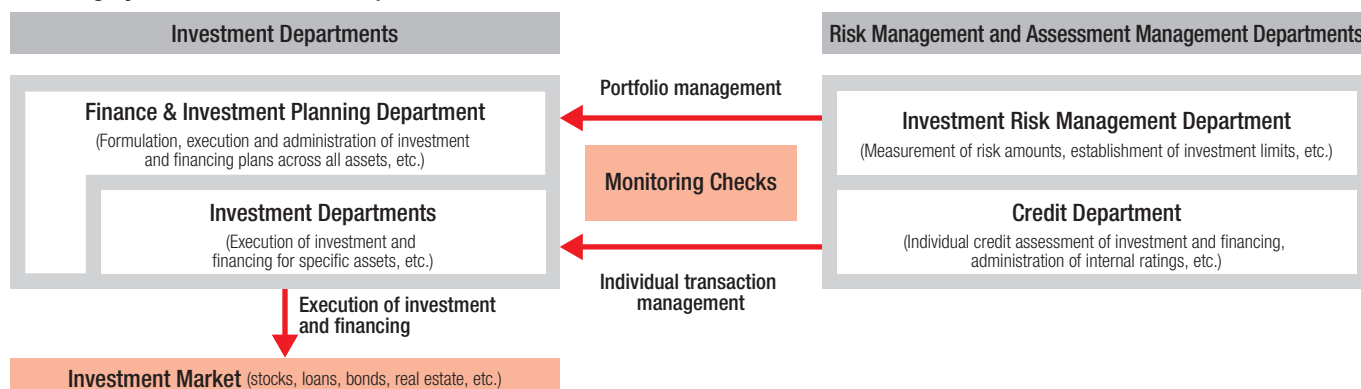 Investment Departments
Risk Management and Assessment Management Departments
Finance & Investment Planning Department
(Formulation, execution and administration of investment
and financing plans across all assets, etc.)
Investment Departments
(Execution of investment and
financing for specific assets, etc.)
Portfolio management
Monitoring Checks
Individual transaction
management
Investment Risk Management Department
(Measurement of risk amounts, establishment of investment limits, etc.)
Credit Department
(Individual credit assessment of investment and financing,
administration of internal ratings, etc.)
Execution of investment
and financing
Investment Market (stocks, loans, bonds, real estate, etc.)